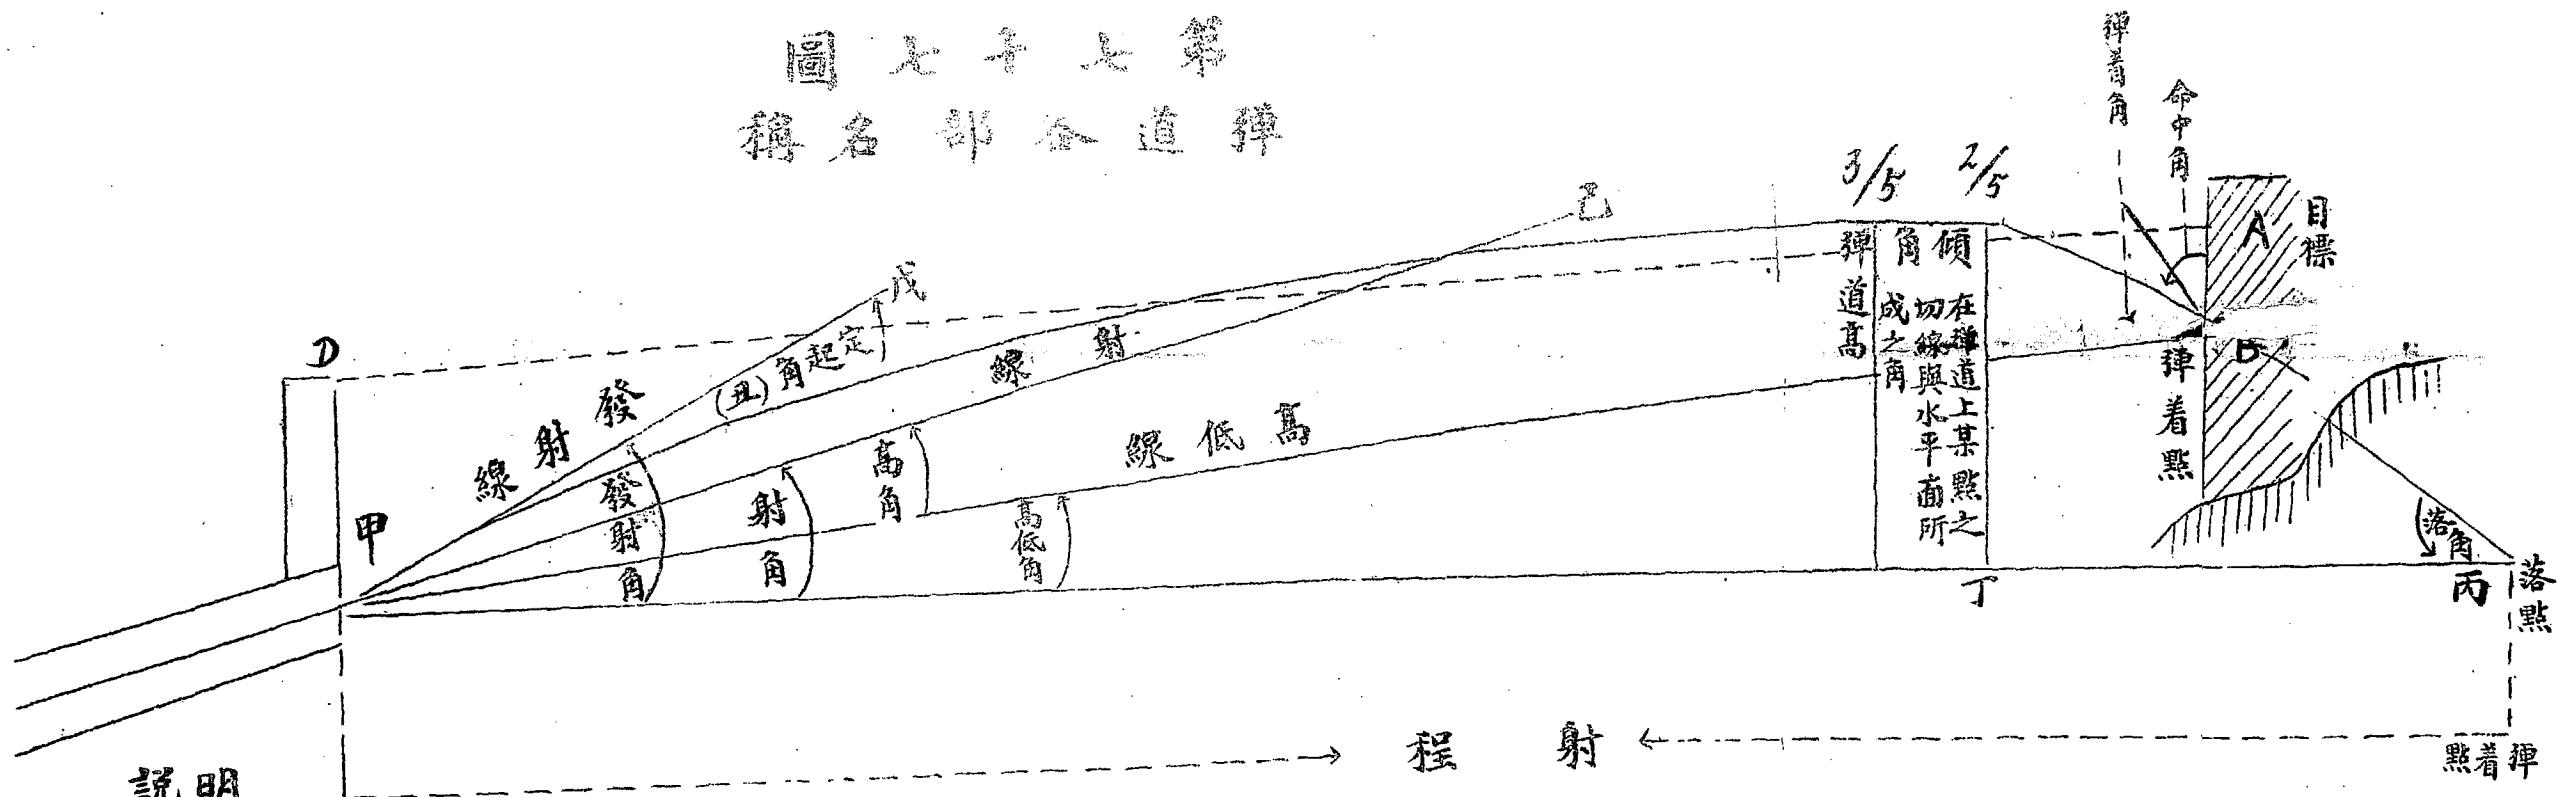 第七十七圖
彈道各部名稱
彈着角
命中角
3/5
2/5
目標
A
B
己
戊
D
甲
發射線
定起角(丑)
射線
高低線
發射角
射角
高角
高低角
彈道高
傾角
在彈道上某點之
切線與水平面所
成之角
彈着點
落角
丁
丙
落點
射程
彈着點
説明